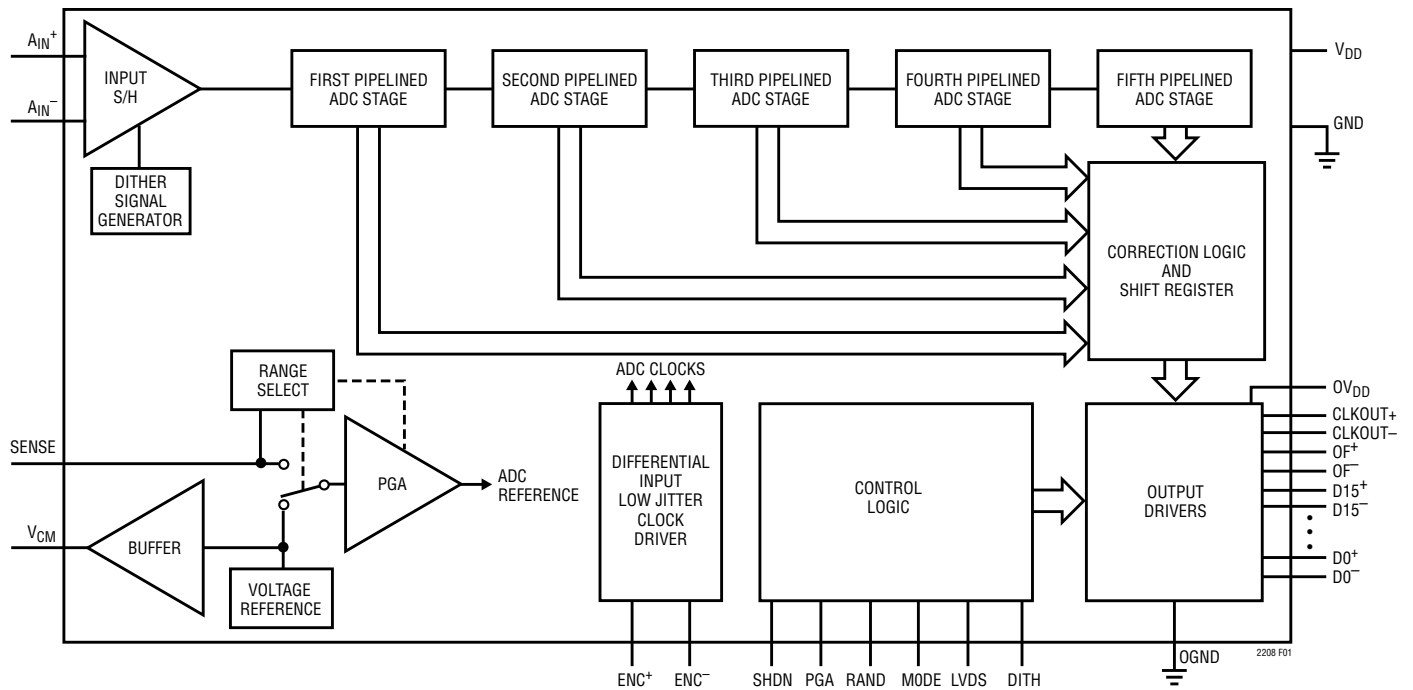 AIN+
AIN−
INPUT
S/H
DITHER
SIGNAL
GENERATOR
FIRST PIPELINED
ADC STAGE
SECOND PIPELINED
ADC STAGE
THIRD PIPELINED
ADC STAGE
FOURTH PIPELINED
ADC STAGE
FIFTH PIPELINED
ADC STAGE
VDD
GND
CORRECTION LOGIC
AND
SHIFT REGISTER
RANGE
SELECT
SENSE
PGA
ADC
REFERENCE
VCM
BUFFER
VOLTAGE
REFERENCE
ADC CLOCKS
DIFFERENTIAL
INPUT
LOW JITTER
CLOCK
DRIVER
CONTROL
LOGIC
OUTPUT
DRIVERS
OVDD
CLKOUT+
CLKOUT–
OF+
OF−
D15+
D15−
D0+
D0−
ENC+
ENC−
SHDN
PGA
RAND
MODE
LVDS
DITH
OGND
2208 F01